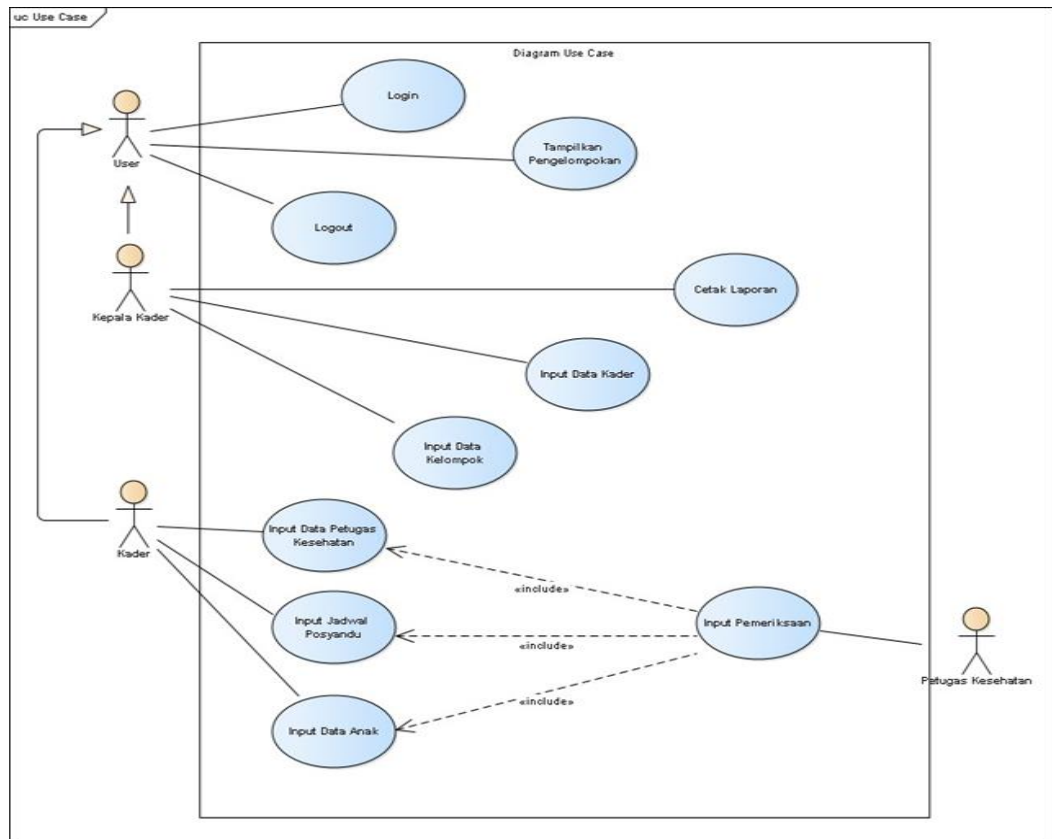 uc Use Case
Diagram Use Case
Login
Tampilkan
Pengelompokan
User
Logout
Kepala Kader
Cetak Laporan
Input Data Kader
Input Data
Kelompok
Kader
Input Data Petugas
Kesehatan
«include»
Input Jadwal
Posyandu
Input Pemeriksaan
«include»
Petugas Kesehatan
«include»
Input Data Anak